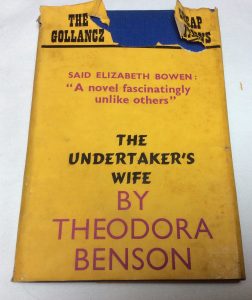 THE
GOLLANCZ
SAID ELIZABETH BOWEN:
"A novel fascinatingly
unlike others"
THE
UNDERTAKER'S
WIFE
BY
THEODORA
BENSON